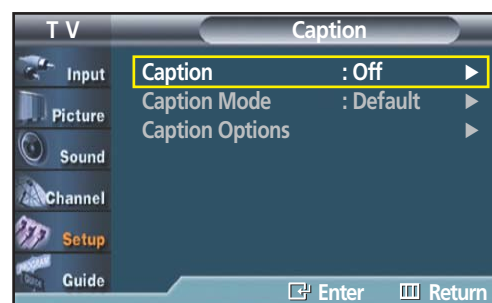 T V
Caption
Input
Picture
Sound
Channel
Setup
Guide
Caption : Off
Caption Mode : Default
Caption Options
Enter Return